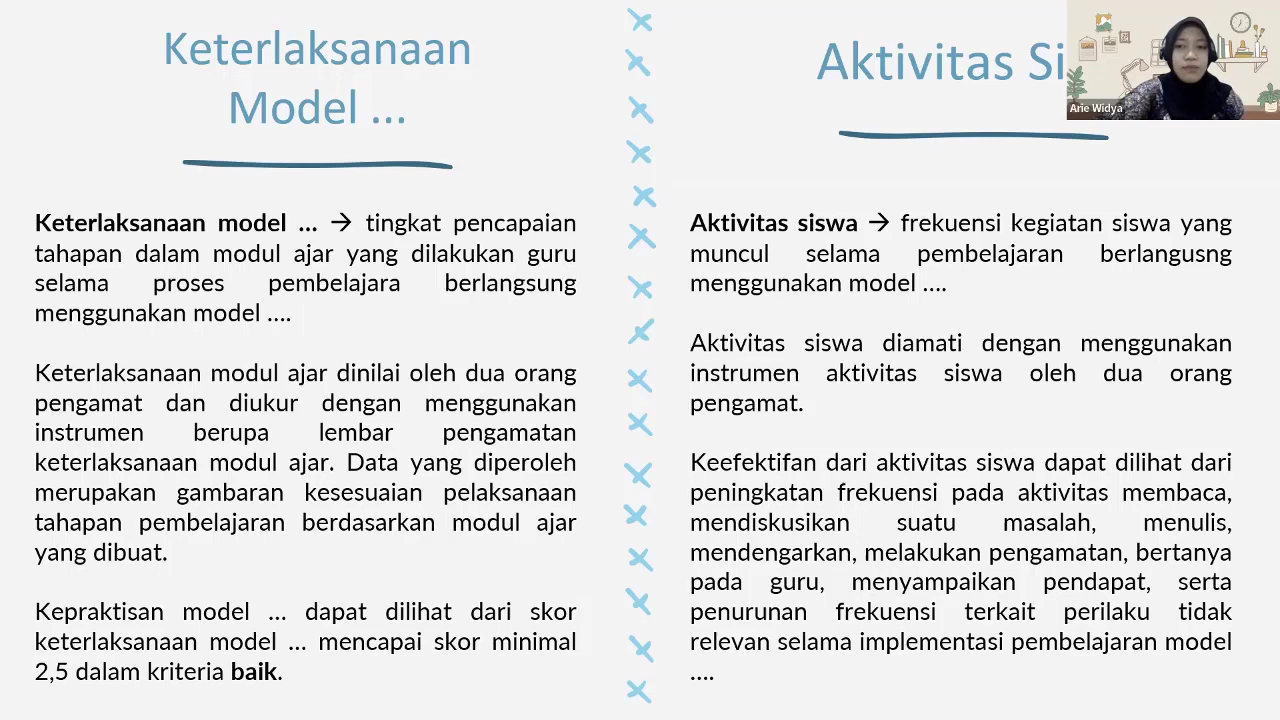 Keterlaksanaan
Model ...
Keterlaksanaan model ... → tingkat pencapaian
tahapan dalam modul ajar yang dilakukan guru
selama proses pembelajara berlangsung
menggunakan model ....
Keterlaksanaan modul ajar dinilai oleh dua orang
pengamat dan diukur dengan menggunakan
instrumen berupa lembar pengamatan
keterlaksanaan modul ajar. Data yang diperoleh
merupakan gambaran kesesuaian pelaksanaan
tahapan pembelajaran berdasarkan modul ajar
yang dibuat.
Kepraktisan model ... dapat dilihat dari skor
keterlaksanaan model ... mencapai skor minimal
2,5 dalam kriteria baik.
Aktivitas Si
Aktivitas siswa → frekuensi kegiatan siswa yang
muncul selama pembelajaran berlangusng
menggunakan model ....
Aktivitas siswa diamati dengan menggunakan
instrumen aktivitas siswa oleh dua orang
pengamat.
Keefektifan dari aktivitas siswa dapat dilihat dari
peningkatan frekuensi pada aktivitas membaca,
mendiskusikan suatu masalah, menulis,
mendengarkan, melakukan pengamatan, bertanya
pada guru, menyampaikan pendapat, serta
penurunan frekuensi terkait perilaku tidak
relevan selama implementasi pembelajaran model
....
Arie Widya